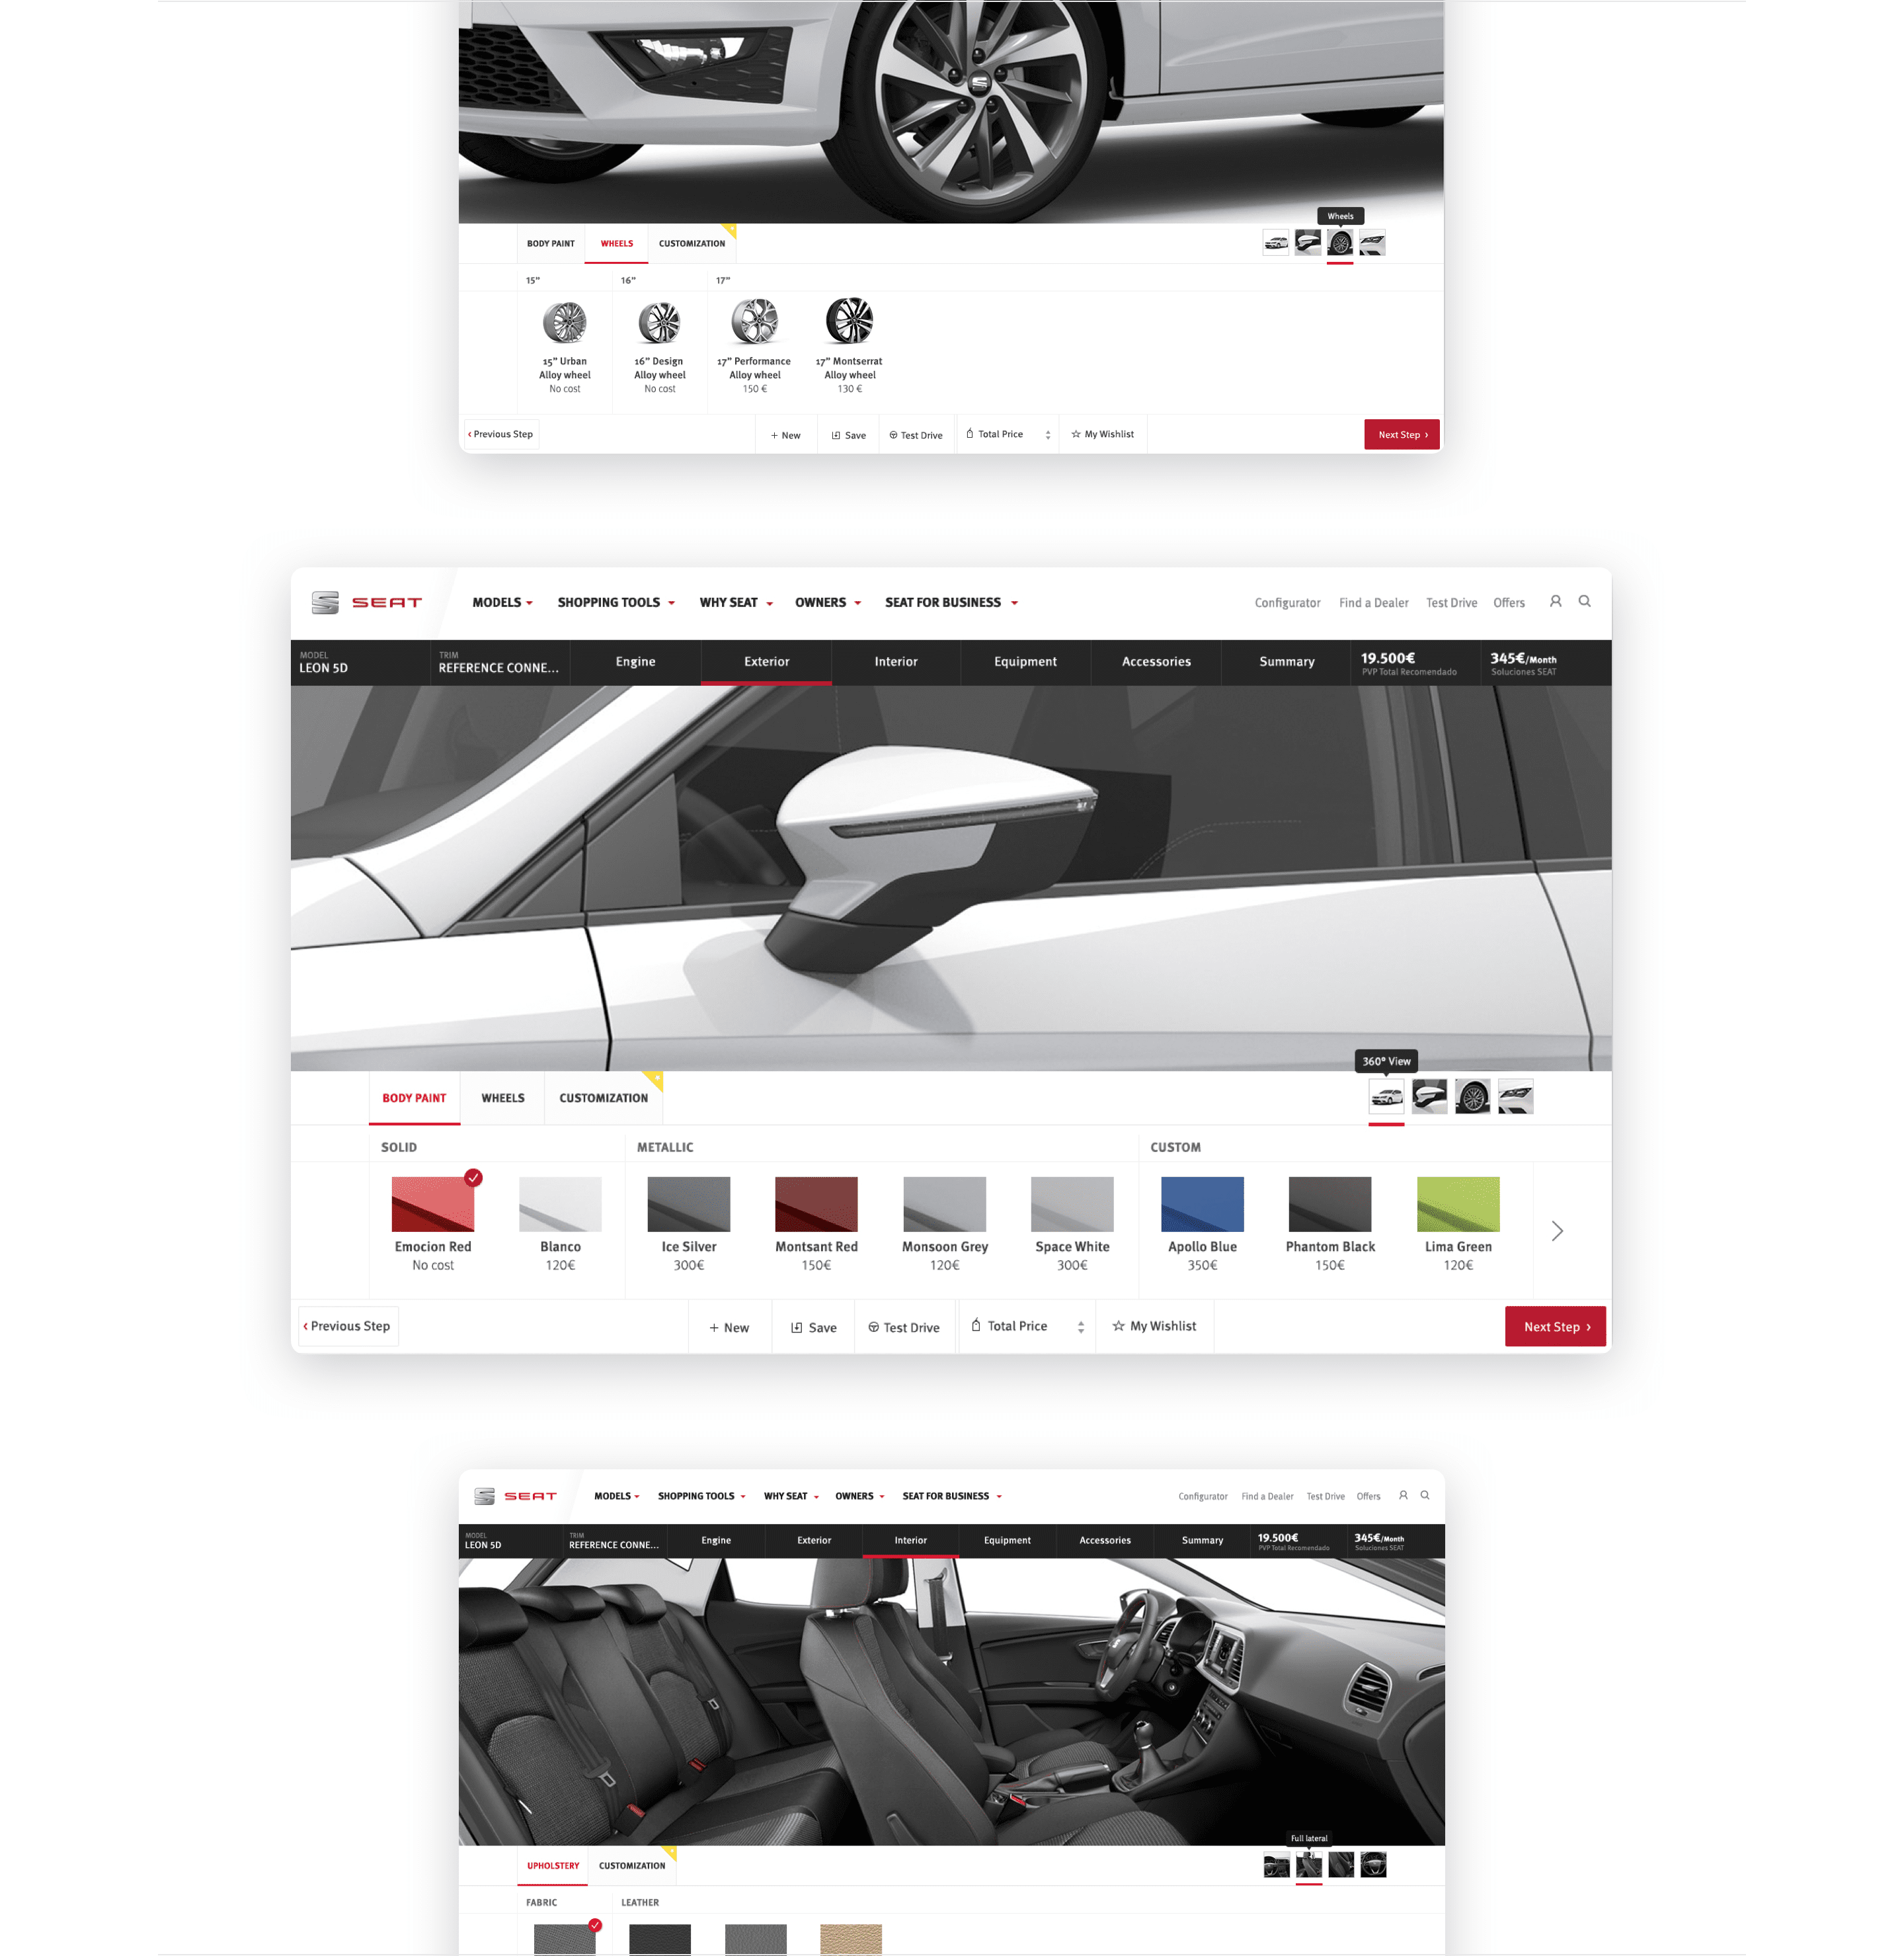 Wheels
BODY PAINT WHEELS CUSTOMIZATION
15” 16” 17”
15” Urban
Alloy wheel
No cost
16” Design
Alloy wheel
No cost
17” Performance
Alloy wheel
150 €
17” Montserrat
Alloy wheel
130 €
‹ Previous Step + New Save Test Drive Total Price My Wishlist Next Step ›
SEAT MODELS SHOPPING TOOLS WHY SEAT OWNERS SEAT FOR BUSINESS Configurator Find a Dealer Test Drive Offers
MODEL
LEON 5D
TRIM
REFERENCE CONNE...
Engine Exterior Interior Equipment Accessories Summary
19.500€
PVP Total Recomendado
345€/Month
Soluciones SEAT
360° View
BODY PAINT WHEELS CUSTOMIZATION
SOLID METALLIC CUSTOM
Emocion Red
No cost
Blanco
120€
Ice Silver
300€
Montsant Red
150€
Monsoon Grey
120€
Space White
300€
Apollo Blue
350€
Phantom Black
150€
Lima Green
120€
‹ Previous Step + New Save Test Drive Total Price My Wishlist Next Step ›
SEAT MODELS SHOPPING TOOLS WHY SEAT OWNERS SEAT FOR BUSINESS Configurator Find a Dealer Test Drive Offers
MODEL
LEON 5D
TRIM
REFERENCE CONNE...
Engine Exterior Interior Equipment Accessories Summary
19.500€
PVP Total Recomendado
345€/Month
Soluciones SEAT
Full lateral
UPHOLSTERY CUSTOMIZATION
FABRIC LEATHER